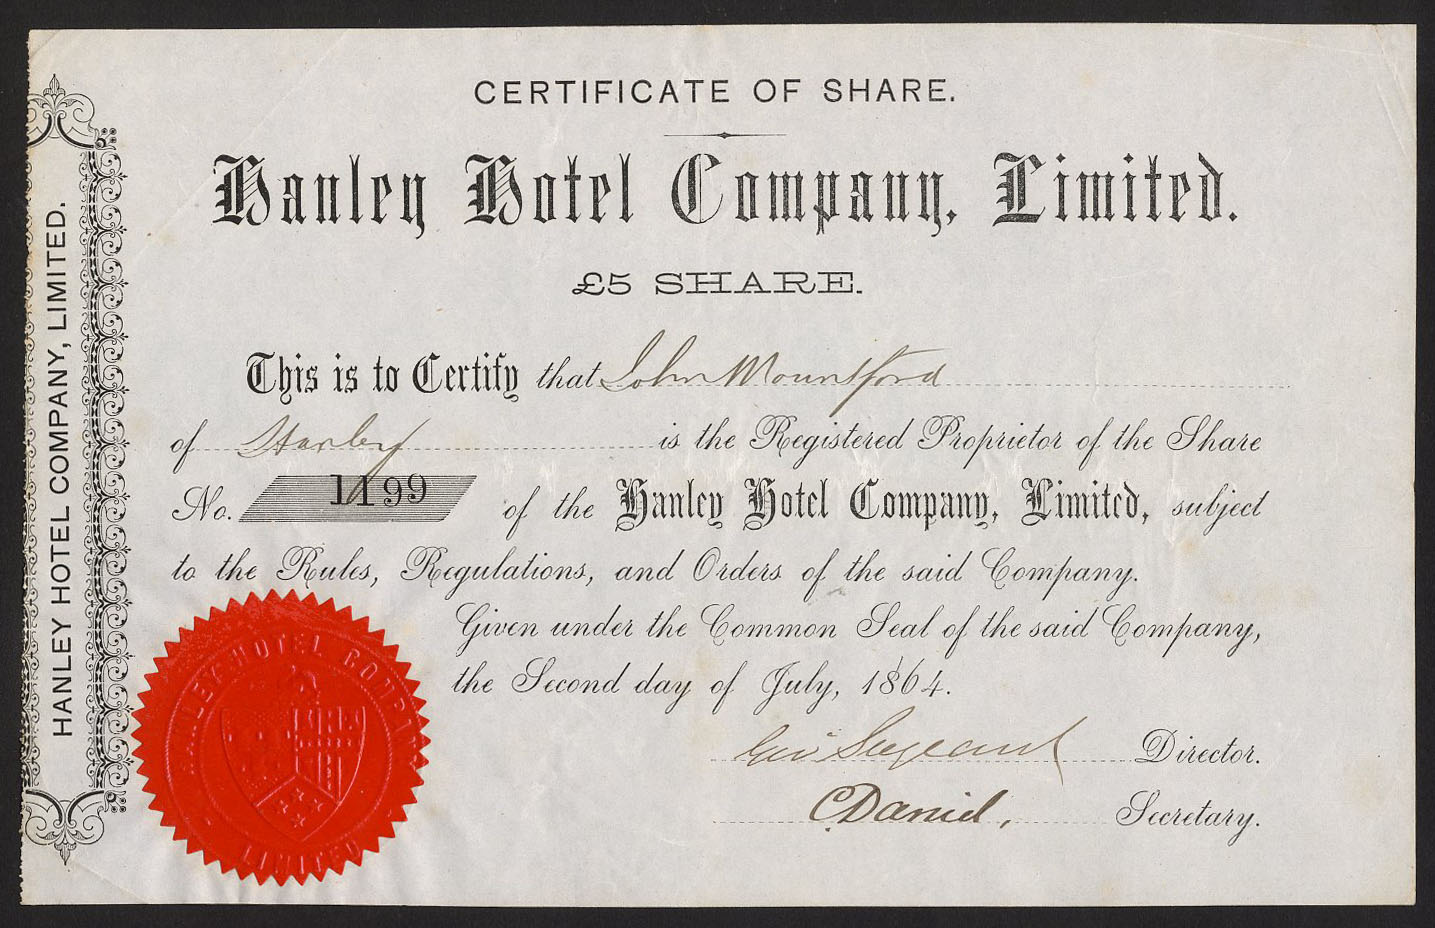 CERTIFICATE OF SHARE.
Hanley Hotel Company, Limited.
£5 SHARE.
This is to Certify that John Mountford
of Hanley is the Registered Proprietor of the Share
No. 1199 of the Hanley Hotel Company, Limited, subject
to the Rules, Regulations, and Orders of the said Company.
Given under the Common Seal of the said Company,
the Second day of July, 1864.
Director.
C Daniel, Secretary.
HANLEY HOTEL COMPANY, LIMITED.
HANLEY HOTEL COMPANY
LIMITED